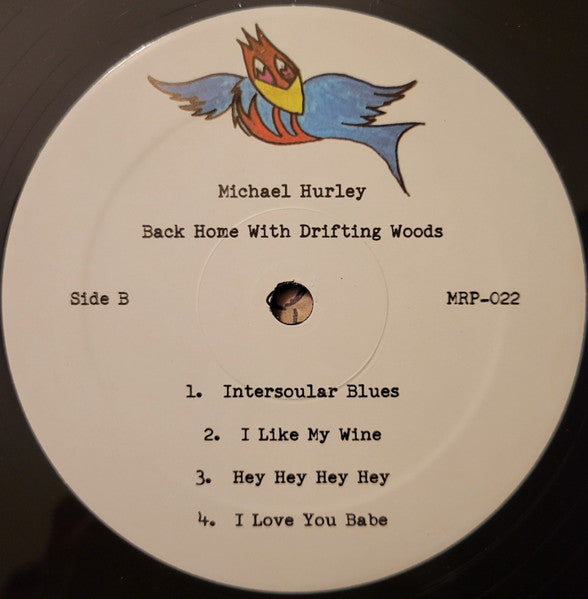 Michael Hurley
Back Home With Drifting Woods
Side B MRP-022
1. Intersoular Blues
2. I Like My Wine
3. Hey Hey Hey Hey
4. I Love You Babe